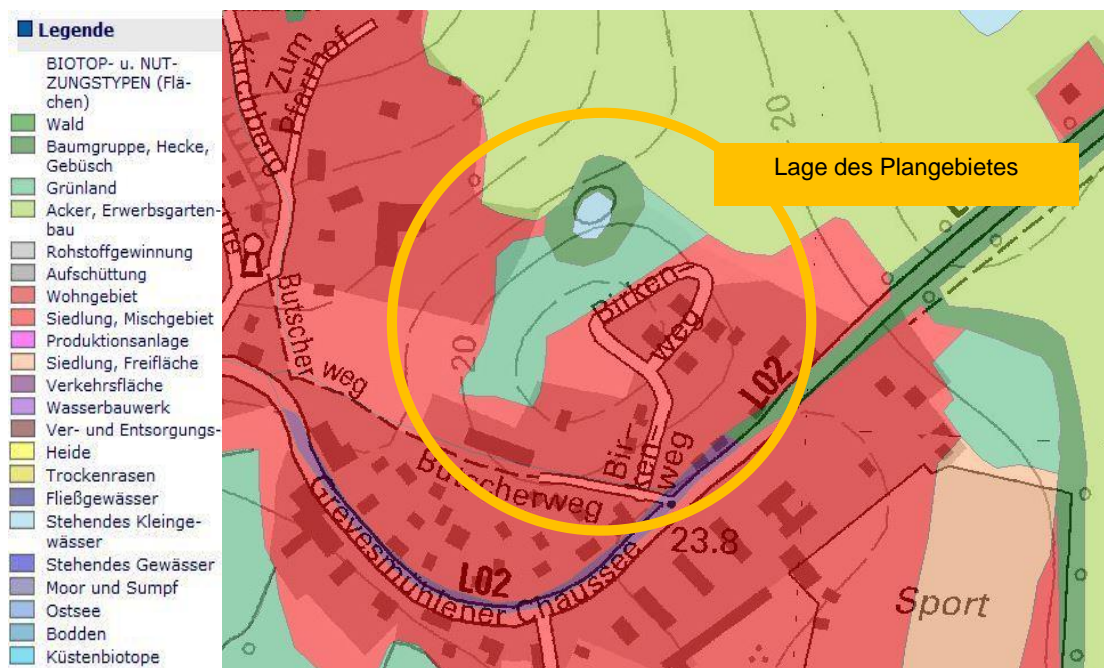 Legende
BIOTOP- u. NUT-
ZUNGSTYPEN (Flä-
chen)
Wald
Baumgruppe, Hecke,
Gebüsch
Grünland
Acker, Erwerbsgarten-
bau
Rohstoffgewinnung
Aufschüttung
Wohngebiet
Siedlung, Mischgebiet
Produktionsanlage
Siedlung, Freifläche
Verkehrsfläche
Wasserbauwerk
Ver- und Entsorgungs-
Heide
Trockenrasen
Fließgewässer
Stehendes Kleinge-
wässer
Stehendes Gewässer
Moor und Sumpf
Ostsee
Bodden
Küstenbiotope
Kirchberg
Zum
Pfarrhof
20
Lage des Plangebietes
Butscher weg
20
Birken-
weg
L02
Bir-
ken
weg
Butscherweg
23.8
L02
Grevesmühlener Chaussee
Sport